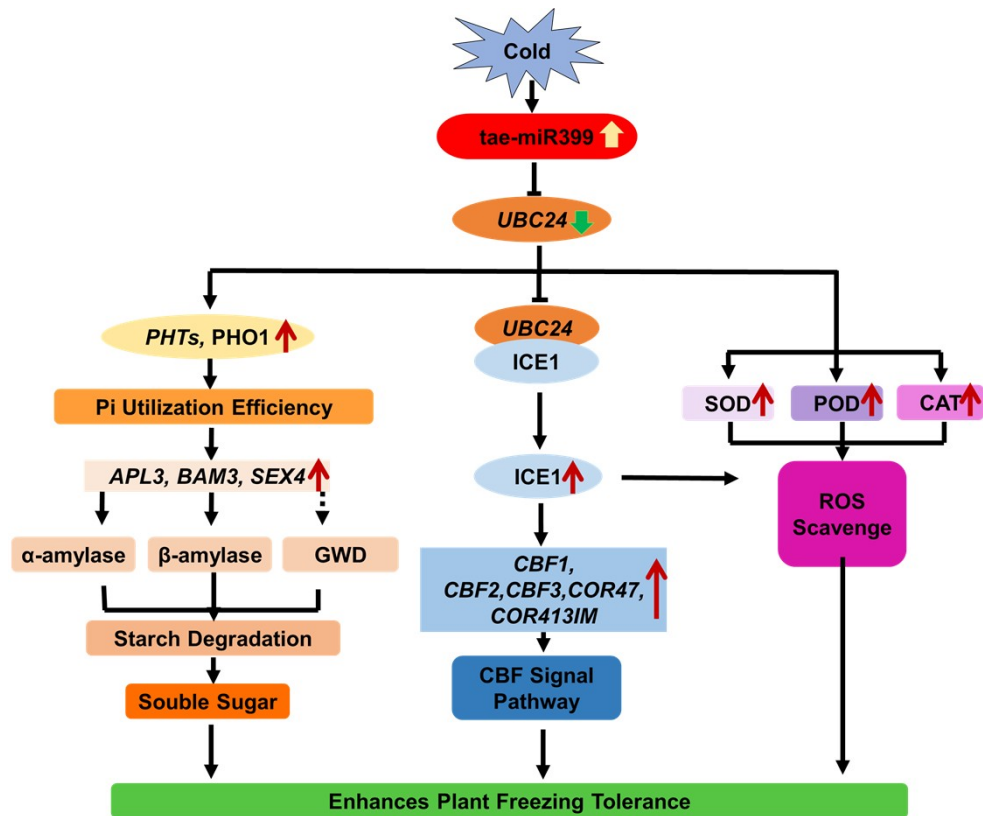 Cold
tae-miR399
UBC24
PHTs, PHO1
Pi Utilization Efficiency
APL3, BAM3, SEX4
α-amylase
β-amylase
GWD
Starch Degradation
Souble Sugar
UBC24
ICE1
ICE1
CBF1,
CBF2,CBF3,COR47,
COR413IM
CBF Signal
Pathway
SOD
POD
CAT
ROS
Scavenge
Enhances Plant Freezing Tolerance